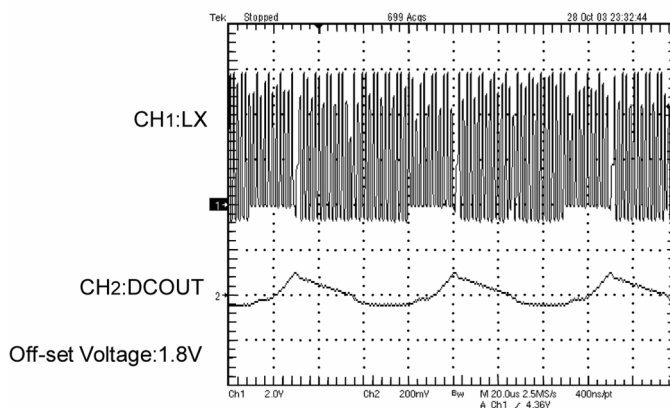 Tek Stopped 699 Acqs 28 Oct 03 23:32:44
CH1:LX
1
CH2:DCOUT
2
Off-set Voltage:1.8V
Ch1 2.0V Ch2 200mV BW M 20.0us 2.5MS/s 400ns/pt
A Ch1 / 4.36V